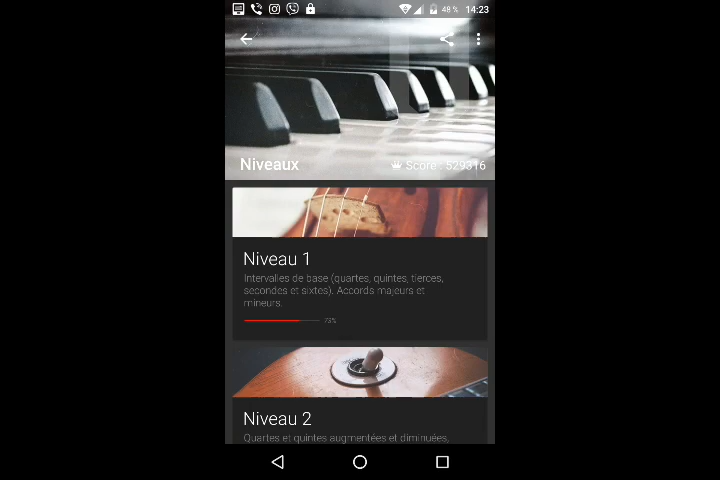 48 % 14:23
Niveaux
Score : 529316
Niveau 1
Intervalles de base (quartes, quintes, tierces,
secondes et sixtes). Accords majeurs et
mineurs.
73%
Niveau 2
Quartes et quintes augmentées et diminuées,